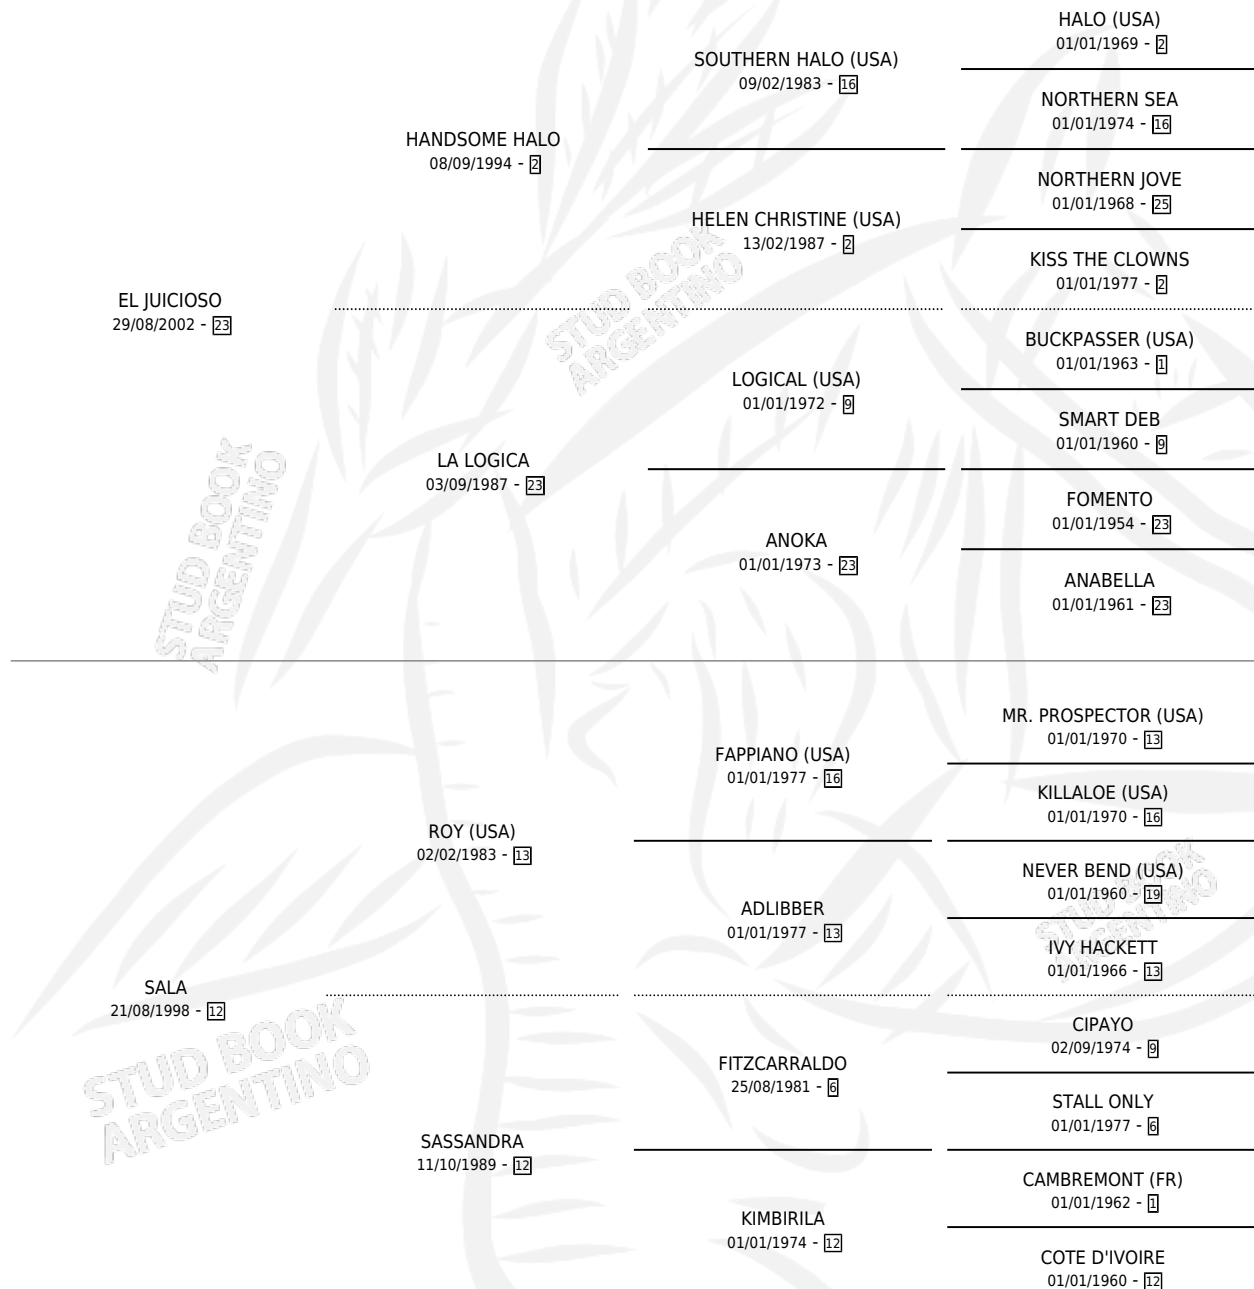 HALO (USA)
01/01/1969 - 2
SOUTHERN HALO (USA)
09/02/1983 - 16
NORTHERN SEA
01/01/1974 - 16
HANDSOME HALO
08/09/1994 - 2
NORTHERN JOVE
01/01/1968 - 25
HELEN CHRISTINE (USA)
13/02/1987 - 2
KISS THE CLOWNS
01/01/1977 - 2
EL JUICIOSO
29/08/2002 - 23
BUCKPASSER (USA)
01/01/1963 - 1
LOGICAL (USA)
01/01/1972 - 9
SMART DEB
01/01/1960 - 9
LA LOGICA
03/09/1987 - 23
FOMENTO
01/01/1954 - 23
ANOKA
01/01/1973 - 23
ANABELLA
01/01/1961 - 23
MR. PROSPECTOR (USA)
01/01/1970 - 13
FAPPIANO (USA)
01/01/1977 - 16
KILLALOE (USA)
01/01/1970 - 16
ROY (USA)
02/02/1983 - 13
NEVER BEND (USA)
01/01/1960 - 19
ADLIBBER
01/01/1977 - 13
IVY HACKETT
01/01/1966 - 13
SALA
21/08/1998 - 12
CIPAYO
02/09/1974 - 9
FITZCARRALDO
25/08/1981 - 6
STALL ONLY
01/01/1977 - 6
SASSANDRA
11/10/1989 - 12
CAMBREMONT (FR)
01/01/1962 - 1
KIMBIRILA
01/01/1974 - 12
COTE D'IVOIRE
01/01/1960 - 12
STUD BOOK
ARGENTINO
STUD BOOK
ARGENTINO
STUD BOOK
ARGENTINO
STUD BOOK
ARGENTINO